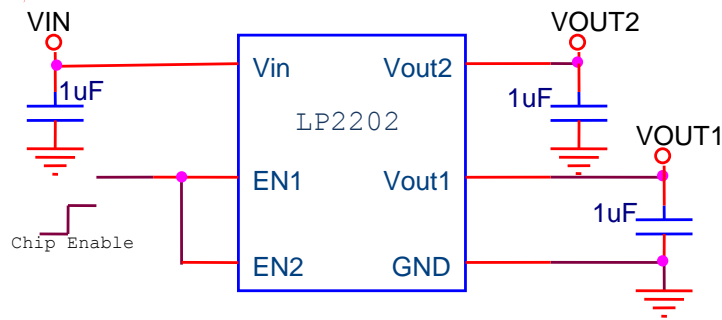 VIN
VOUT2
Vin
Vout2
1uF
1uF
LP2202
VOUT1
EN1
Vout1
1uF
Chip Enable
EN2
GND